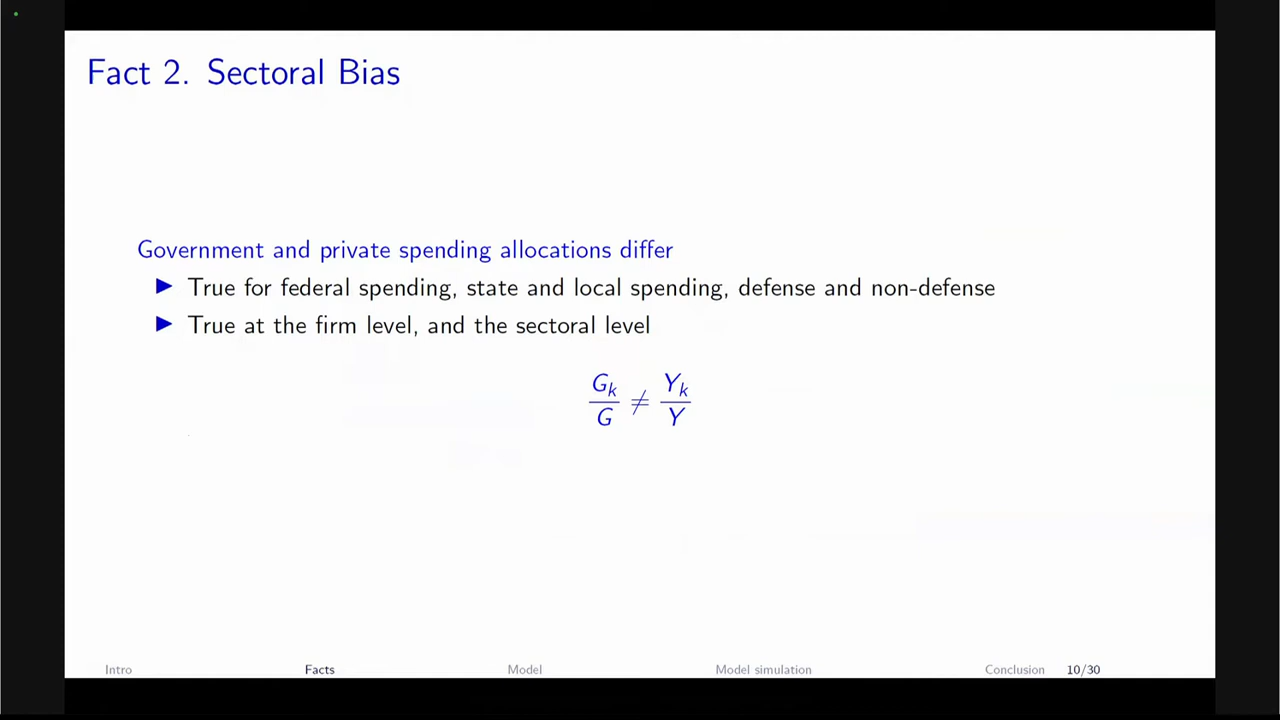 Fact 2. Sectoral Bias
Government and private spending allocations differ
▶ True for federal spending, state and local spending, defense and non-defense
▶ True at the firm level, and the sectoral level
G_k/G ≠ Y_k/Y
Intro Facts Model Model simulation Conclusion 10/30